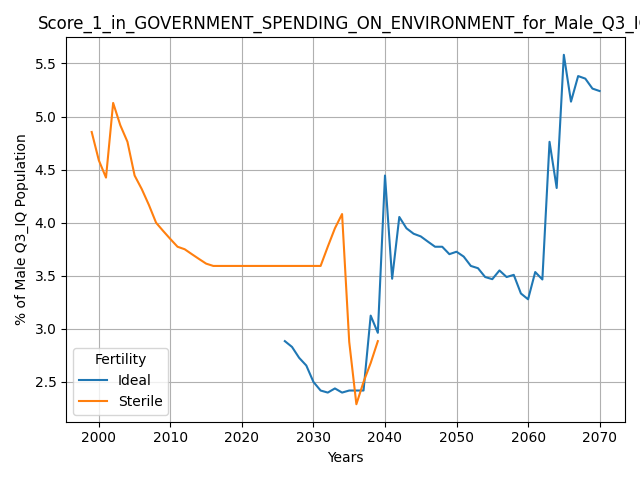 Score_1_in_GOVERNMENT_SPENDING_ON_ENVIRONMENT_for_Male_Q3_I
% of Male Q3_IQ Population
5.5
5.0
4.5
4.0
3.5
3.0
2.5
Fertility
Ideal
Sterile
2000 2010 2020 2030 2040 2050 2060 2070
Years